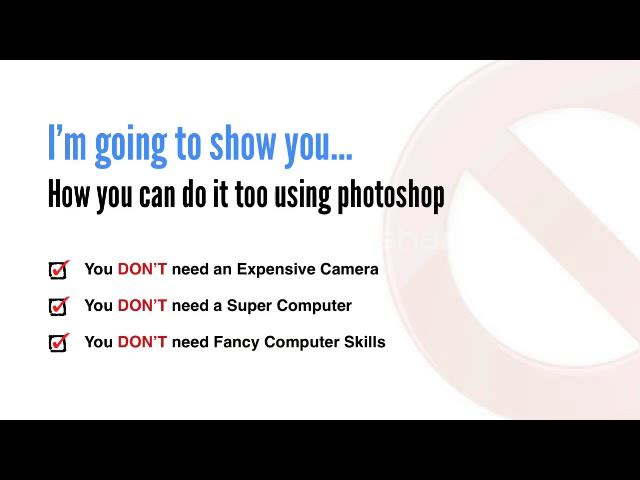 I'm going to show you...
How you can do it too using photoshop
You DON'T need an Expensive Camera
You DON'T need a Super Computer
You DON'T need Fancy Computer Skills